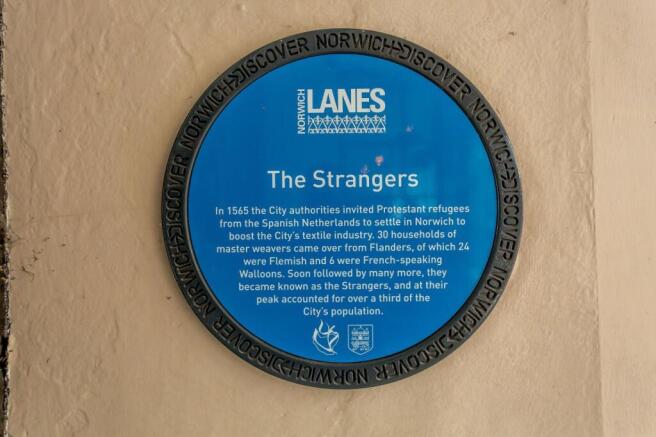 DISCOVER NORWICH DISCOVER NORWICH DISCOVER NORWICH DISCOVER NORWICH DISCOVER NORWICH
NORWICH
LANES
The Strangers
In 1565 the City authorities invited Protestant refugees
from the Spanish Netherlands to settle in Norwich to
boost the City's textile industry. 30 households of
master weavers came over from Flanders, of which 24
were Flemish and 6 were French-speaking
Walloons. Soon followed by many more, they
became known as the Strangers, and at their
peak accounted for over a third of the
City's population.